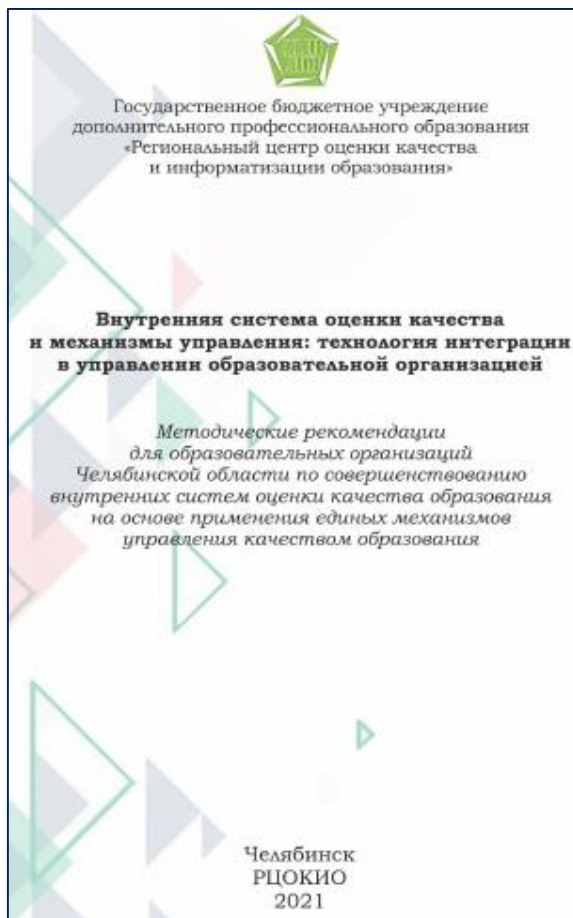 Государственное бюджетное учреждение
дополнительного профессионального образования
«Региональный центр оценки качества
и информатизации образования»
Внутренняя система оценки качества
и механизмы управления: технология интеграции
в управлении образовательной организацией
Методические рекомендации
для образовательных организаций
Челябинской области по совершенствованию
внутренних систем оценки качества образования
на основе применения единых механизмов
управления качеством образования
Челябинск
РЦОКИО
2021